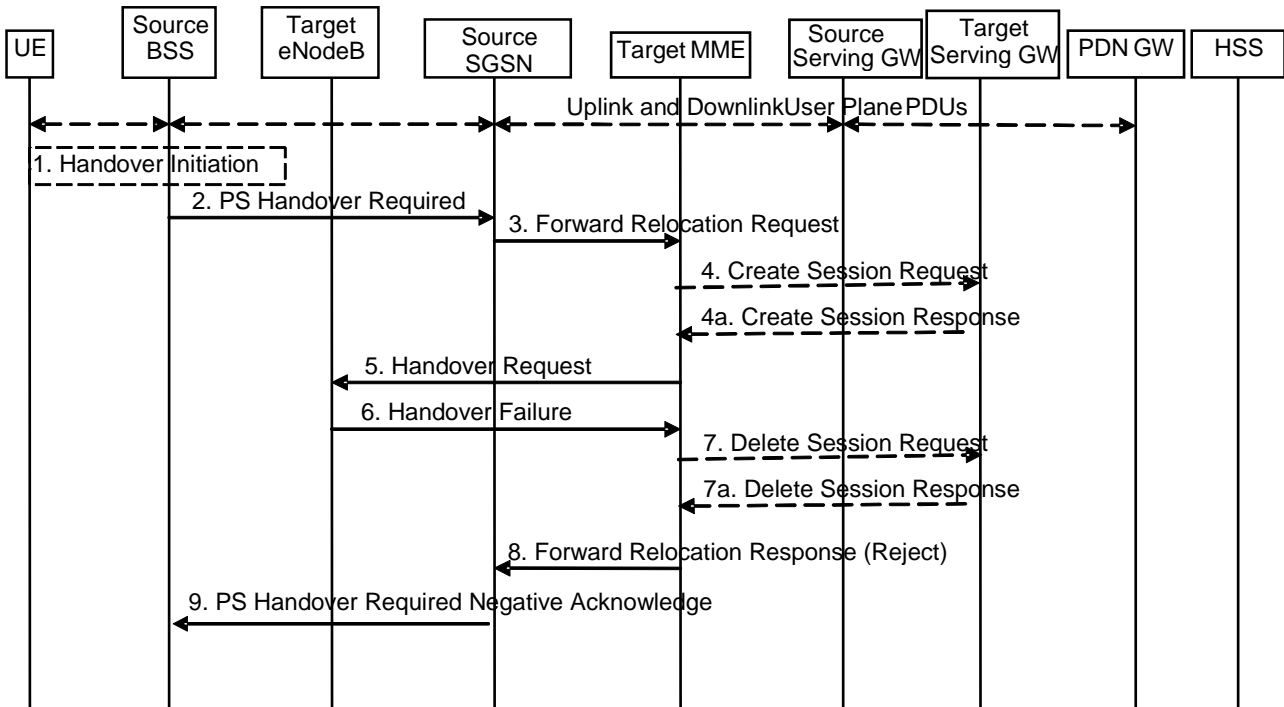 UE
Source
BSS
Target
eNodeB
Source
SGSN
Target MME
Source
Serving GW
Target
Serving GW
PDN GW
HSS
Uplink and DownlinkUser Plane PDUs
1. Handover Initiation
2. PS Handover Required
3. Forward Relocation Request
4. Create Session Request
4a. Create Session Response
5. Handover Request
6. Handover Failure
7. Delete Session Request
7a. Delete Session Response
8. Forward Relocation Response (Reject)
9. PS Handover Required Negative Acknowledge